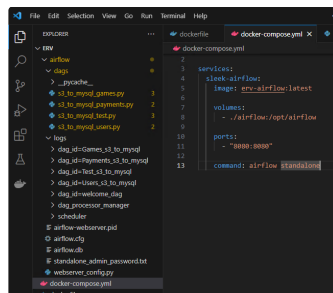 File Edit Selection View Go Run Terminal Help
EXPLORER
ERV
airflow
dags
__pycache__
s3_to_mysql_games.py 3
s3_to_mysql_payments.py 2
s3_to_mysql_test.py 3
s3_to_mysql_users.py 2
logs
dag_id=Games_s3_to_mysql
dag_id=Payments_s3_to_mysql
dag_id=Test_s3_to_mysql
dag_id=Users_s3_to_mysql
dag_id=welcome_dag
dag_processor_manager
scheduler
airflow-webserver.pid
airflow.cfg
airflow.db
standalone_admin_password.txt
webserver_config.py
docker-compose.yml
dockerfile
docker-compose.yml
docker-compose.yml
2
3 services:
4 sleek-airflow:
5 image: erv-airflow:latest
6
7 volumes:
8 - ./airflow:/opt/airflow
9
10 ports:
11 - "8080:8080"
12
13 command: airflow standalone